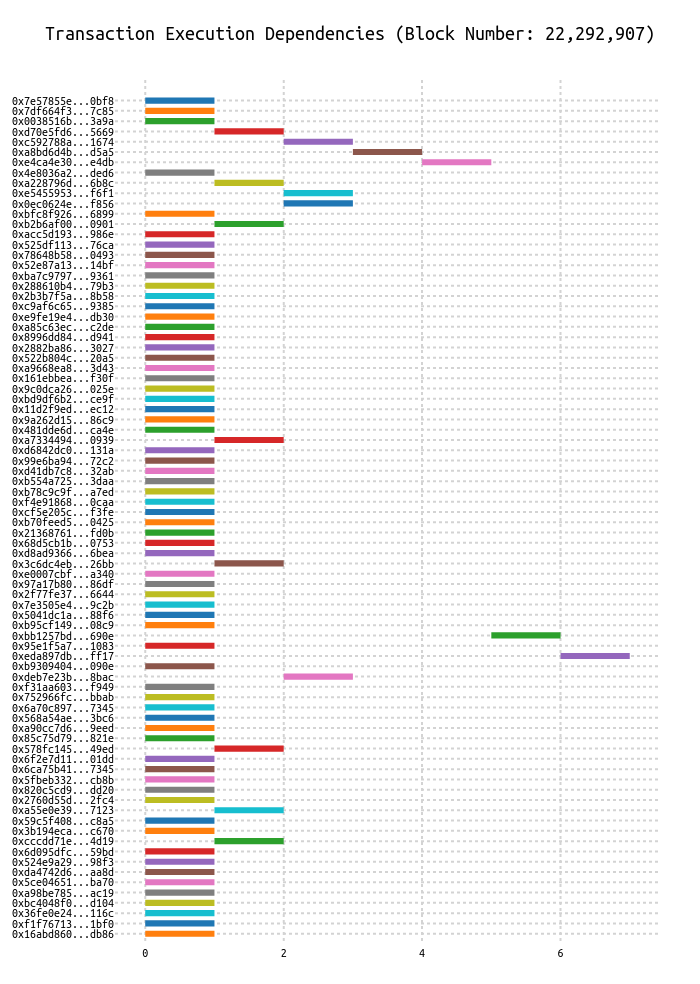 Transaction Execution Dependencies (Block Number: 22,292,907)
0x7e57855e...0bf8
0x7df664f3...7c85
0x0038516b...3a9a
0xd70e5fd6...5669
0xc592788a...1674
0xa8bd6d4b...d5a5
0xe4ca4e30...e4db
0x4e8036a2...ded6
0xa228796d...6b8c
0xe5455953...f6f1
0x0ec0624e...f856
0xbfc8f926...6899
0xb2b6af00...0901
0xacc5d193...986e
0x525df113...76ca
0x78648b58...0493
0x52e87a13...14bf
0xba7c9797...9361
0x288610b4...79b3
0x2b3b7f5a...8b58
0xc9af6c65...9385
0xe9fe19e4...db30
0xa85c63ec...c2de
0x8996dd84...d941
0x2882ba86...3027
0x522b804c...20a5
0xa9668ea8...3d43
0x161ebbea...f30f
0x9c0dca26...025e
0xbd9df6b2...ce9f
0x11d2f9ed...ec12
0x9a262d15...86c9
0x481dde6d...ca4e
0xa7334494...0939
0xd6842dc0...131a
0x99e6ba94...72c2
0xd41db7c8...32ab
0xb554a725...3daa
0xb78c9c9f...a7ed
0xf4e91868...0caa
0xcf5e205c...f3fe
0xb70feed5...0425
0x21368761...fd0b
0x68d5cb1b...0753
0xd8ad9366...6bea
0x3c6dc4eb...26bb
0xe0007cbf...a340
0x97a17b80...86df
0x2f77fe37...6644
0x7e3505e4...9c2b
0x5041dc1a...88f6
0xb95cf149...08c9
0xbb1257bd...690e
0x95e1f5a7...1083
0xeda897db...ff17
0xb9309404...090e
0xdeb7e23b...8bac
0xf31aa603...f949
0x752966fc...bbab
0x6a70c897...7345
0x568a54ae...3bc6
0xa90cc7d6...9eed
0x85c75d79...821e
0x578fc145...49ed
0x6f2e7d11...01dd
0x6ca75b41...7345
0x5fbeb332...cb8b
0x820c5cd9...dd20
0x2760d55d...2fc4
0xa55e0e39...7123
0x59c5f408...c8a5
0x3b194eca...c670
0xcccdd71e...4d19
0x6d095dfc...59bd
0x524e9a29...98f3
0xda4742d6...aa8d
0x5ce04651...ba70
0xa98be785...ac19
0xbc4048f0...d104
0x36fe0e24...116c
0xf1f76713...1bf0
0x16abd860...db86
0 2 4 6